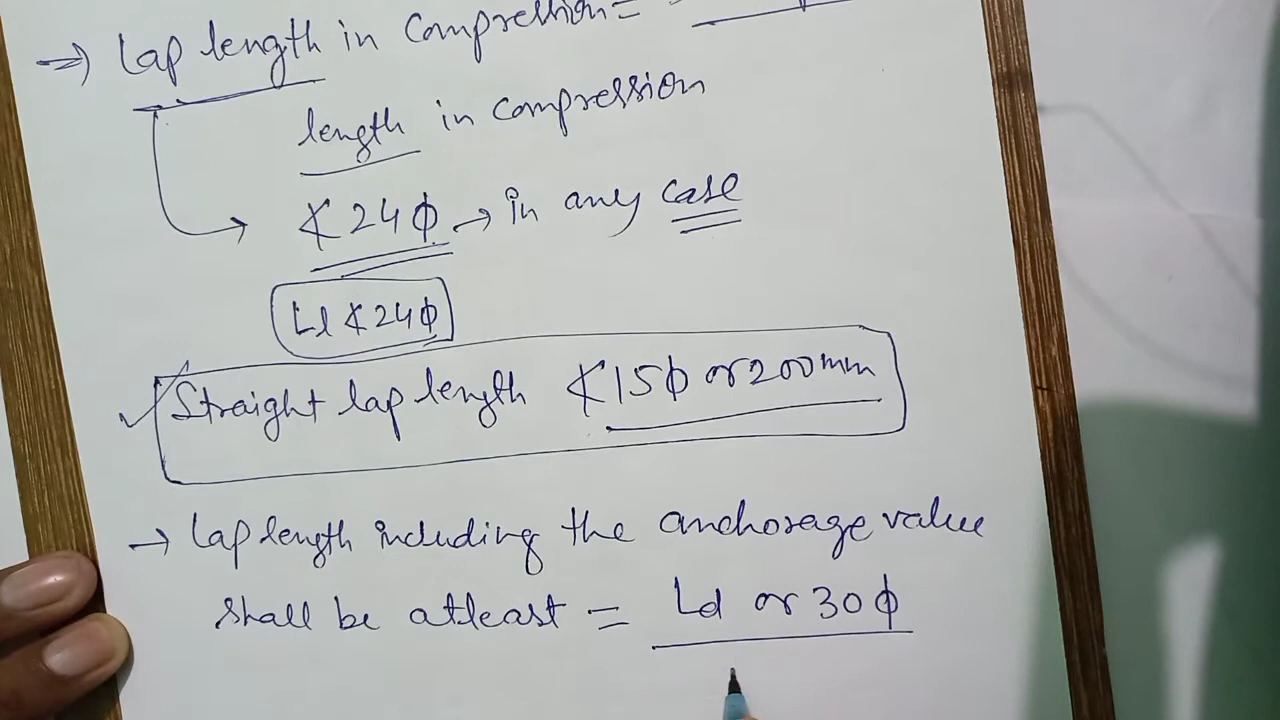 → Lap length in Compression =
length in compression
≮ 24ϕ → in any case
Ll ≮ 24ϕ
✓ Straight lap length ≮ 15ϕ or 200mm
→ Lap length including the anchorage value
shall be atleast = Ld or 30ϕ